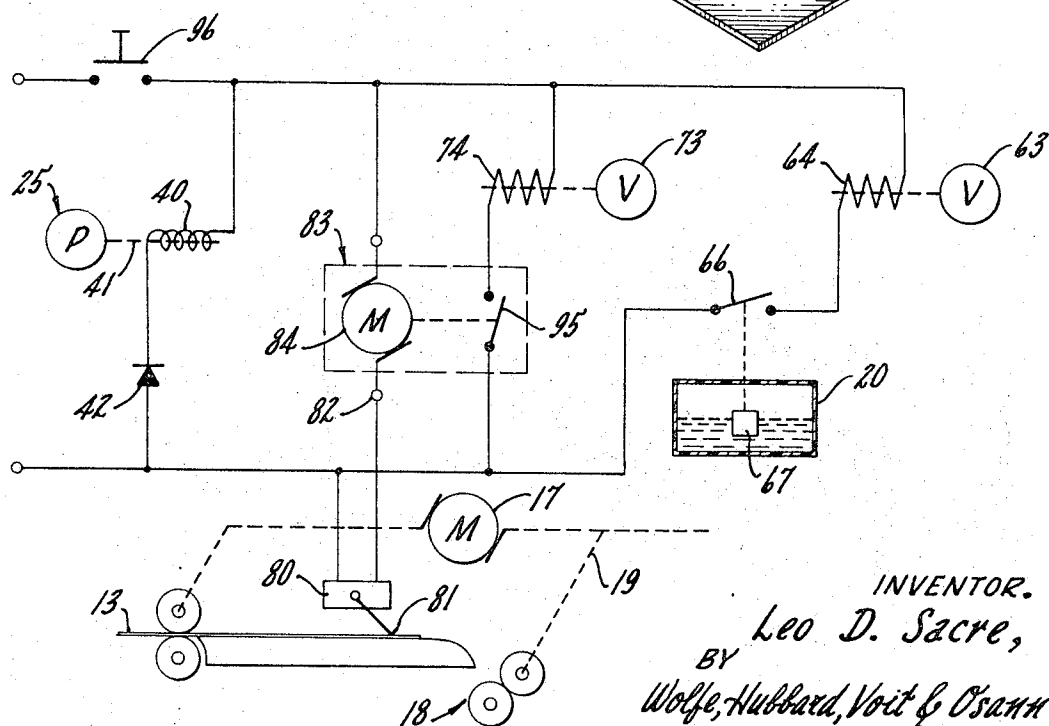 96
74
V
73
64
V
63
25
P
40
41
83
M
84
95
66
42
82
20
67
M
17
80
81
13
19
18
INVENTOR.
Leo D. Sacre,
BY
Wolfe, Hubbard, Voit & Osann